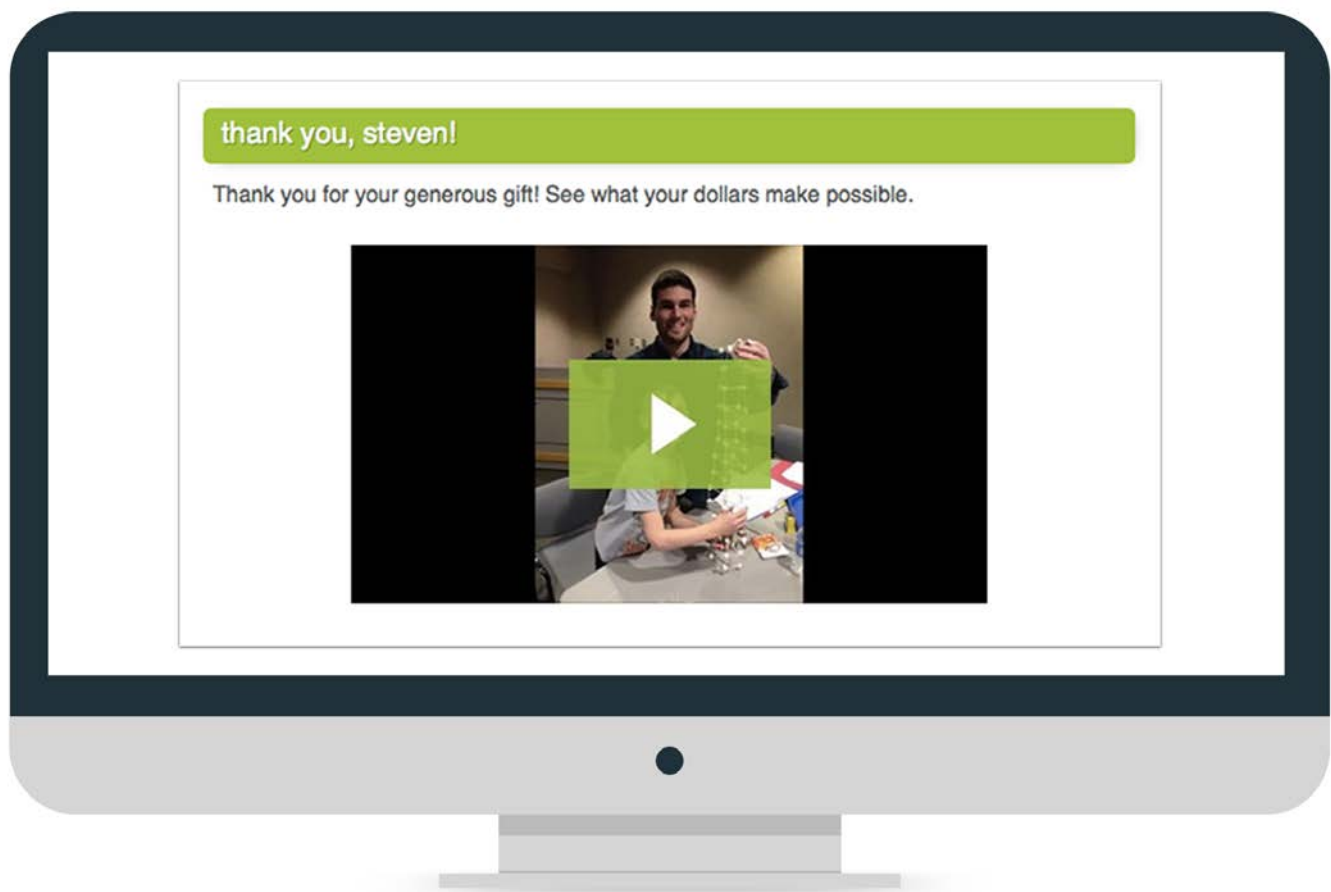 thank you, steven!
Thank you for your generous gift! See what your dollars make possible.